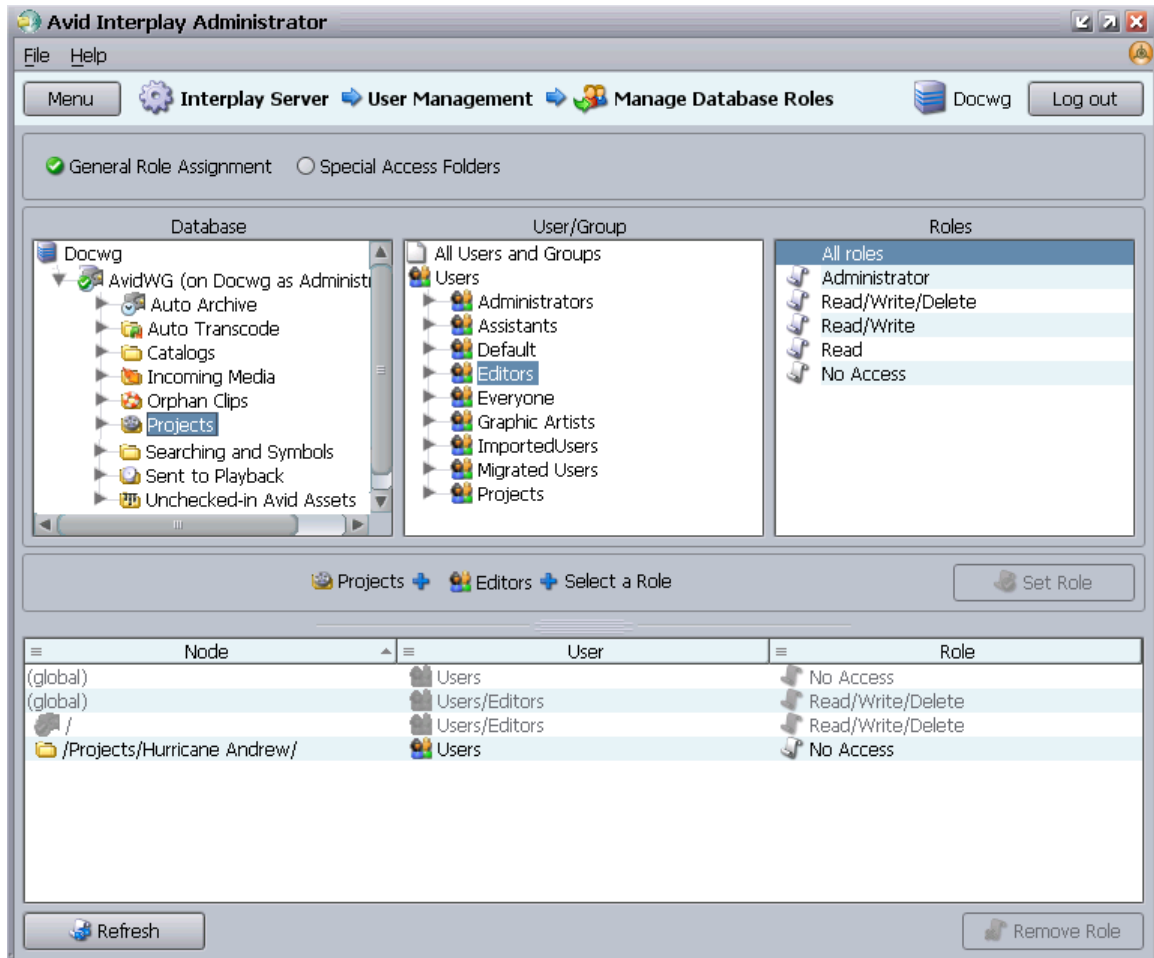 Avid Interplay Administrator
File Help
Menu Interplay Server User Management Manage Database Roles Docwg Log out
General Role Assignment Special Access Folders
Database
Docwg
AvidWG (on Docwg as Administr
Auto Archive
Auto Transcode
Catalogs
Incoming Media
Orphan Clips
Projects
Searching and Symbols
Sent to Playback
Unchecked-in Avid Assets
User/Group
All Users and Groups
Users
Administrators
Assistants
Default
Editors
Everyone
Graphic Artists
ImportedUsers
Migrated Users
Projects
Roles
All roles
Administrator
Read/Write/Delete
Read/Write
Read
No Access
Projects Editors Select a Role Set Role
Node User Role
(global) Users No Access
(global) Users/Editors Read/Write/Delete
/ Users/Editors Read/Write/Delete
/Projects/Hurricane Andrew/ Users No Access
Refresh Remove Role